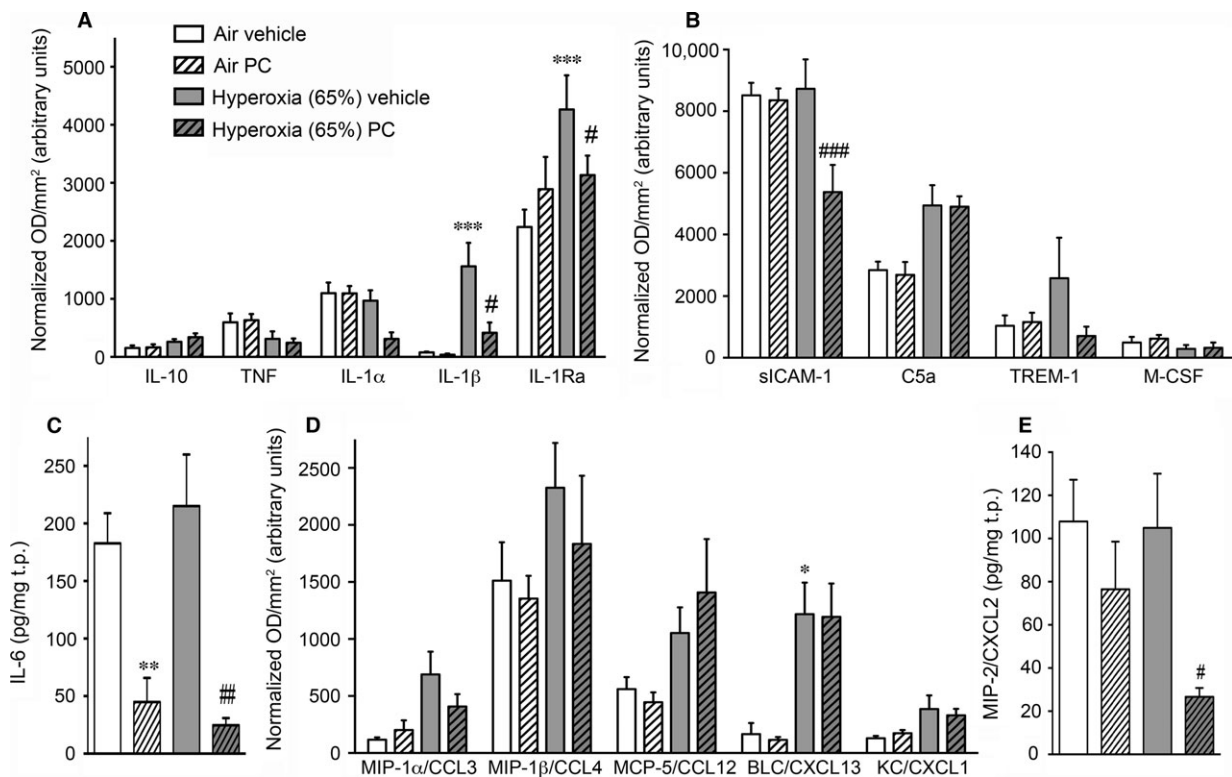 A
Air vehicle
Air PC
Hyperoxia (65%) vehicle
Hyperoxia (65%) PC
Normalized OD/mm² (arbitrary units)
5000
4000
3000
2000
1000
0
***
#
***
#
IL-10 TNF IL-1α IL-1β IL-1Ra
B
Normalized OD/mm² (arbitrary units)
10,000
8000
6000
4000
2000
0
###
sICAM-1 C5a TREM-1 M-CSF
C
IL-6 (pg/mg t.p.)
250
200
150
100
50
0
**
##
D
Normalized OD/mm² (arbitrary units)
2500
2000
1500
1000
500
0
*
MIP-1α/CCL3 MIP-1β/CCL4 MCP-5/CCL12 BLC/CXCL13 KC/CXCL1
E
MIP-2/CXCL2 (pg/mg t.p.)
140
120
100
80
60
40
20
0
#